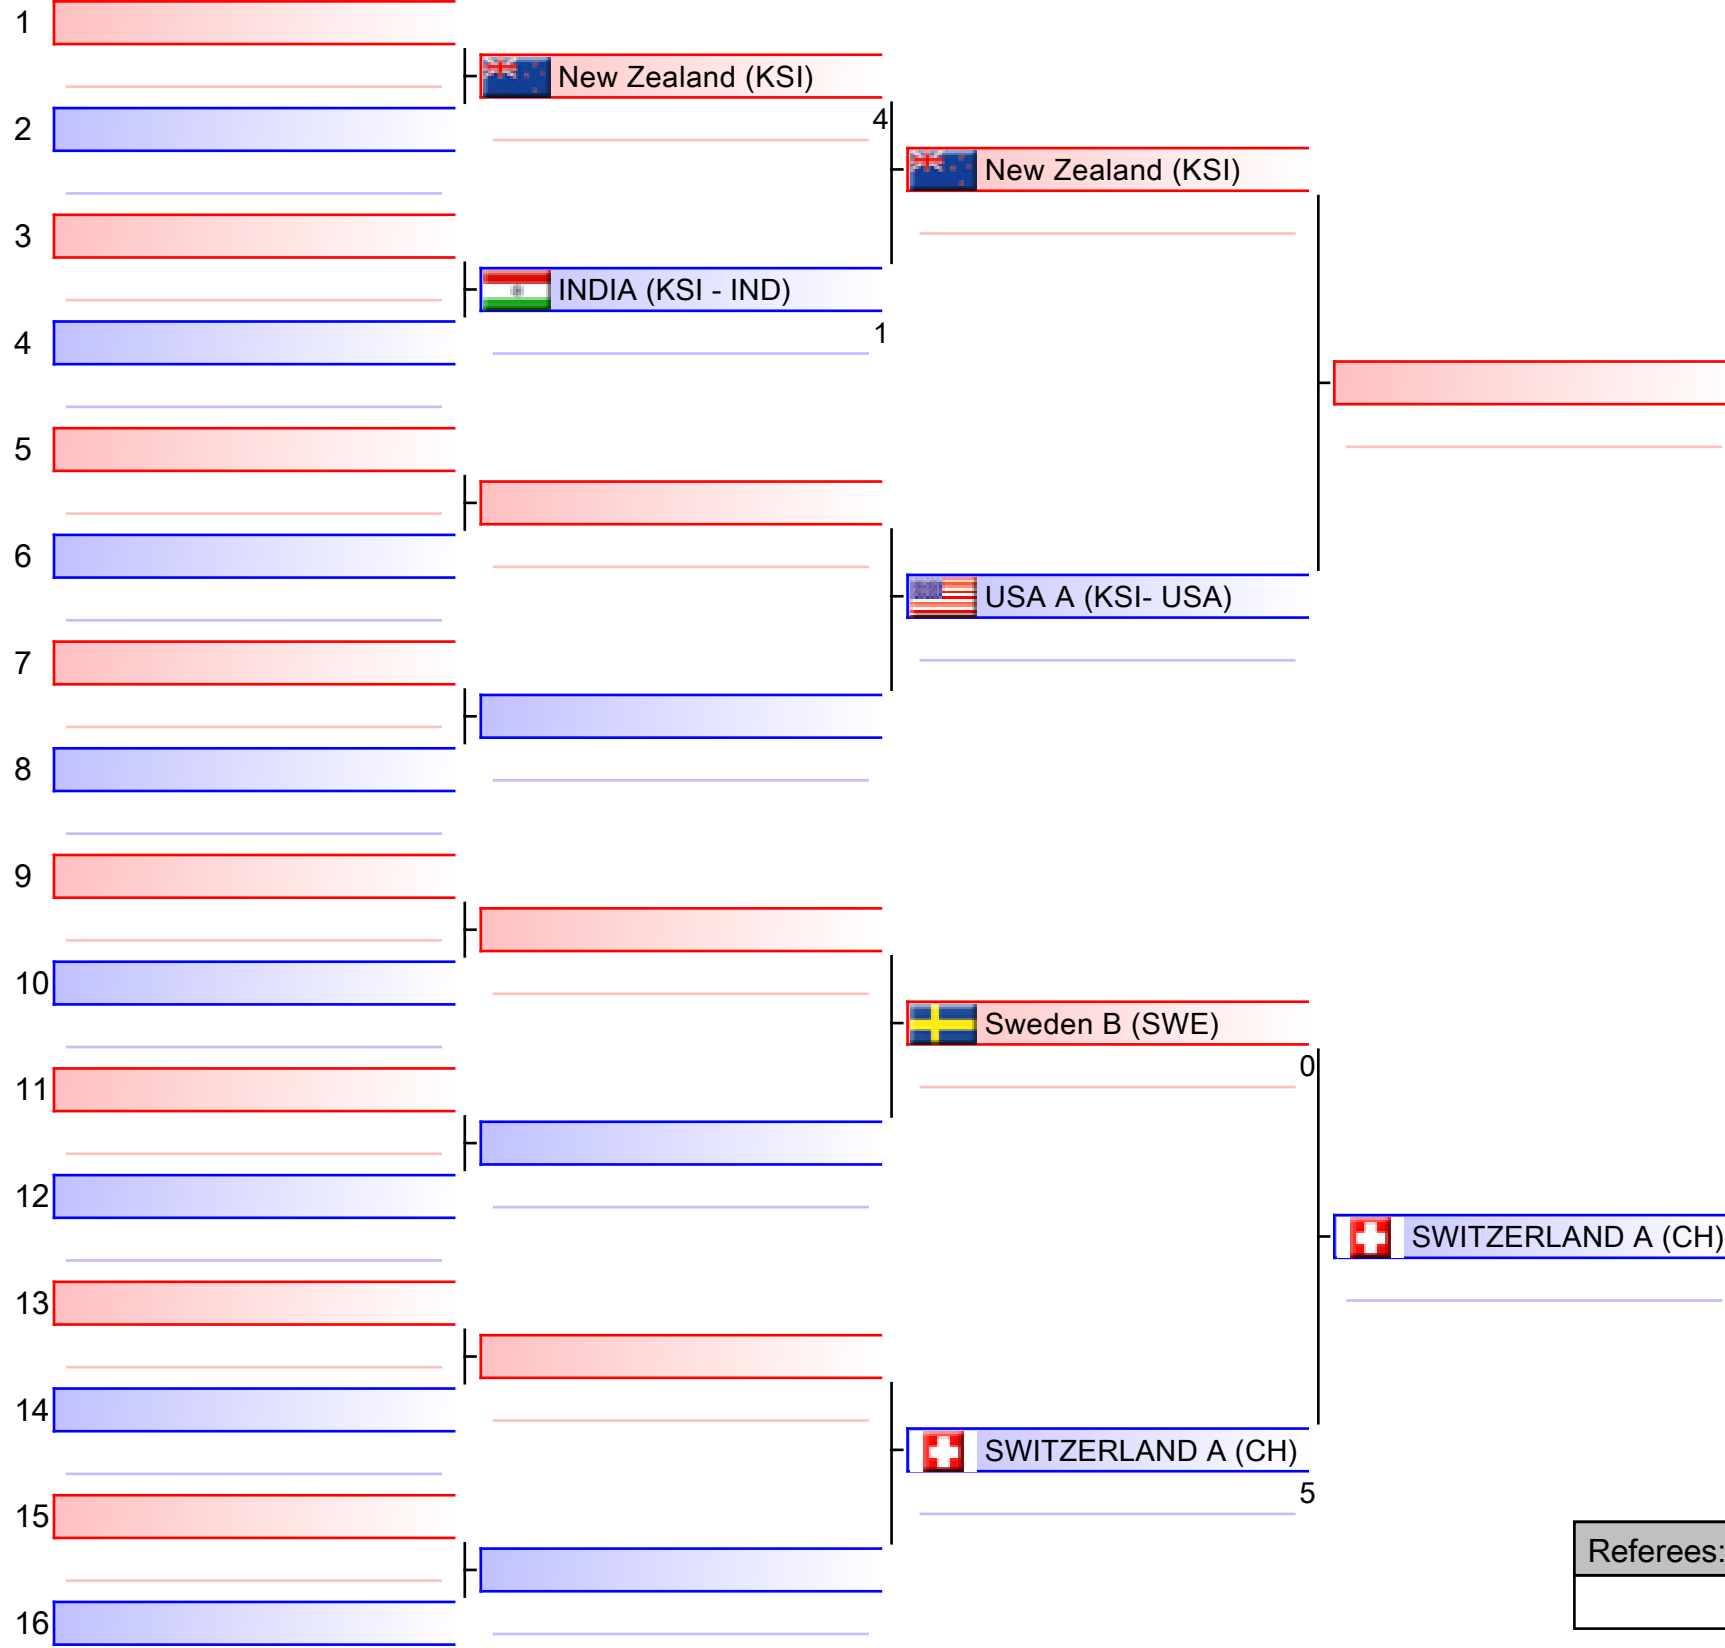 1
New Zealand (KSI)
2
4
New Zealand (KSI)
3
INDIA (KSI - IND)
4
1
5
6
USA A (KSI- USA)
7
8
9
10
Sweden B (SWE)
0
11
12
SWITZERLAND A (CH)
13
14
SWITZERLAND A (CH)
5
15
Referees:
16